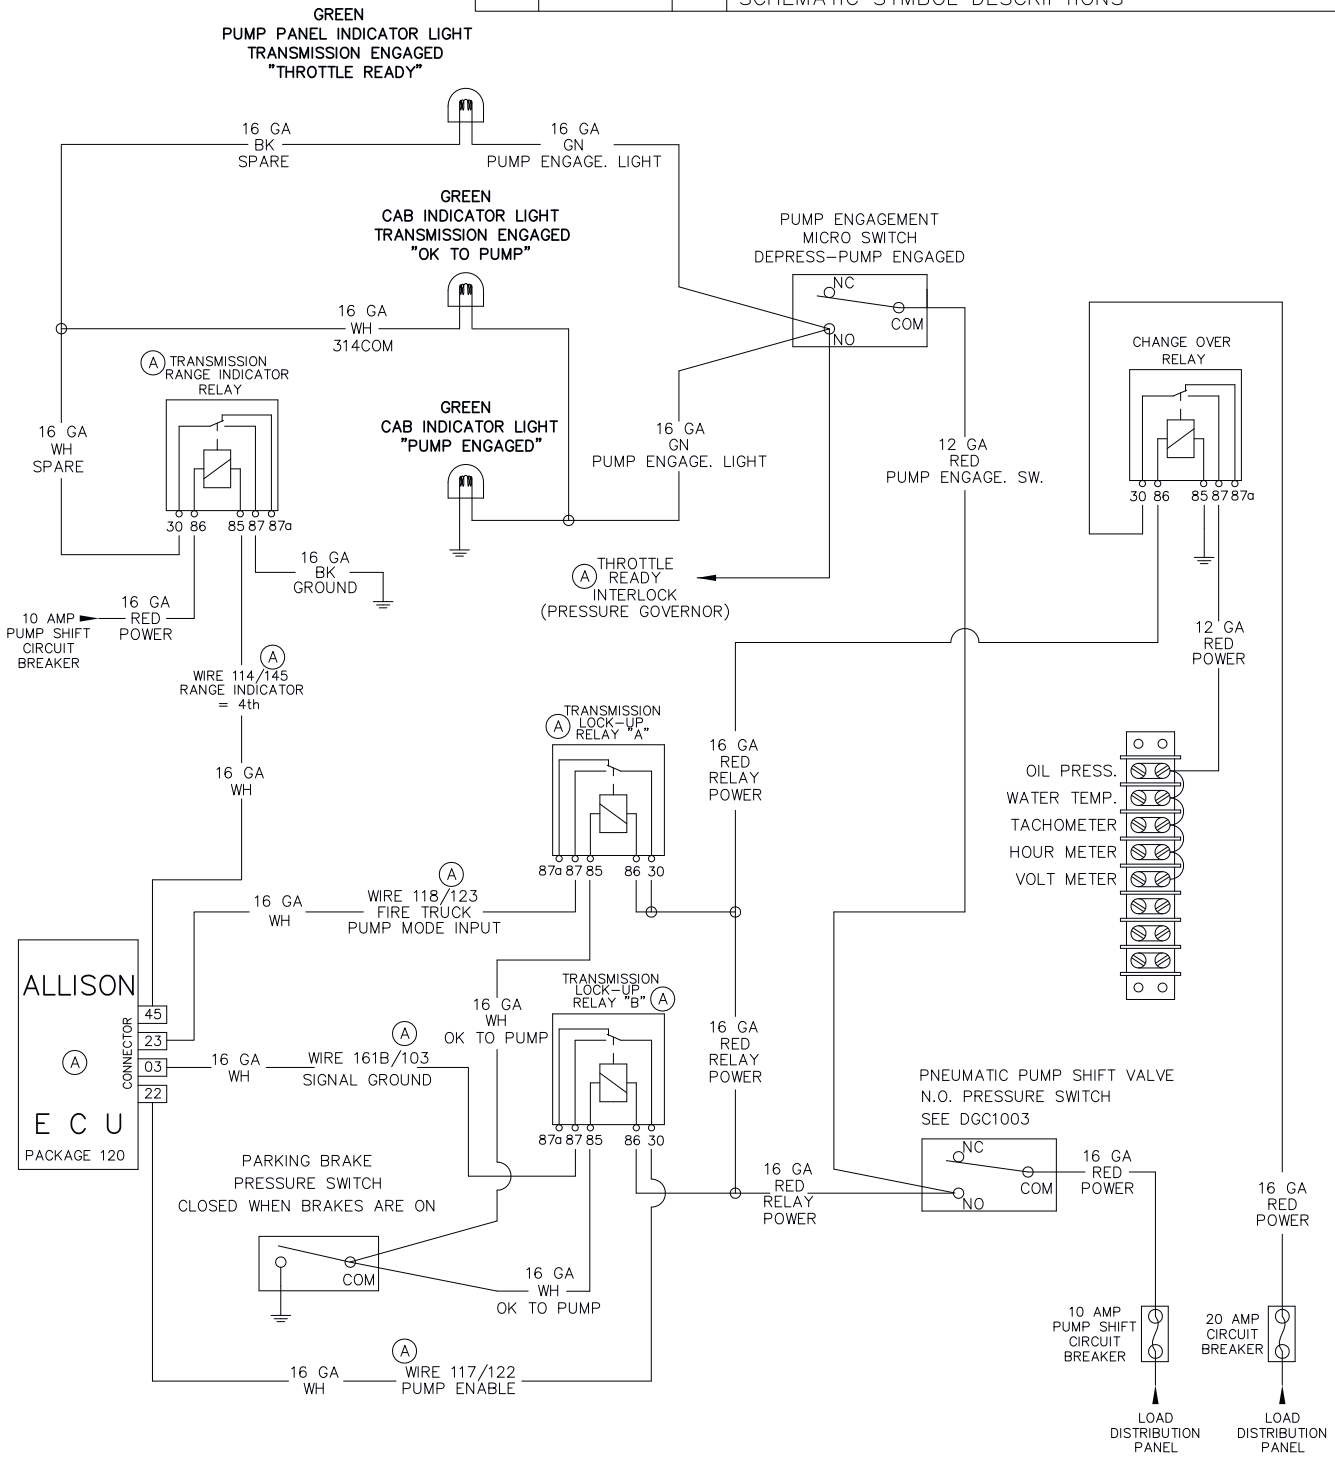 SCHEMATIC SYMBOL DESCRIPTIONS
GREEN
PUMP PANEL INDICATOR LIGHT
TRANSMISSION ENGAGED
"THROTTLE READY"
16 GA
BK
SPARE
16 GA
GN
PUMP ENGAGE. LIGHT
GREEN
CAB INDICATOR LIGHT
TRANSMISSION ENGAGED
"OK TO PUMP"
16 GA
WH
314COM
PUMP ENGAGEMENT
MICRO SWITCH
DEPRESS-PUMP ENGAGED
NC
COM
NO
CHANGE OVER
RELAY
30 86 85 87 87a
A TRANSMISSION
RANGE INDICATOR
RELAY
30 86 85 87 87a
16 GA
WH
SPARE
GREEN
CAB INDICATOR LIGHT
"PUMP ENGAGED"
16 GA
GN
PUMP ENGAGE. LIGHT
12 GA
RED
PUMP ENGAGE. SW.
16 GA
BK
GROUND
A THROTTLE
READY
INTERLOCK
(PRESSURE GOVERNOR)
10 AMP
PUMP SHIFT
CIRCUIT
BREAKER
16 GA
RED
POWER
A
WIRE 114/145
RANGE INDICATOR
= 4th
12 GA
RED
POWER
16 GA
WH
TRANSMISSION
LOCK-UP
A RELAY "A"
87a 87 85 86 30
16 GA
RED
RELAY
POWER
OIL PRESS.
WATER TEMP.
TACHOMETER
HOUR METER
VOLT METER
16 GA
WH
A
WIRE 118/123
FIRE TRUCK
PUMP MODE INPUT
ALLISON
A
E C U
PACKAGE 120
CONNECTOR
45
23
03
22
16 GA
WH
OK TO PUMP
TRANSMISSION
LOCK-UP
RELAY "B" A
87a 87 85 86 30
16 GA
RED
RELAY
POWER
16 GA
WH
A
WIRE 161B/103
SIGNAL GROUND
PNEUMATIC PUMP SHIFT VALVE
N.O. PRESSURE SWITCH
SEE DGC1003
NC
COM
NO
16 GA
RED
POWER
16 GA
RED
RELAY
POWER
16 GA
RED
POWER
PARKING BRAKE
PRESSURE SWITCH
CLOSED WHEN BRAKES ARE ON
COM
16 GA
WH
OK TO PUMP
16 GA
WH
A
WIRE 117/122
PUMP ENABLE
10 AMP
PUMP SHIFT
CIRCUIT
BREAKER
20 AMP
CIRCUIT
BREAKER
LOAD
DISTRIBUTION
PANEL
LOAD
DISTRIBUTION
PANEL